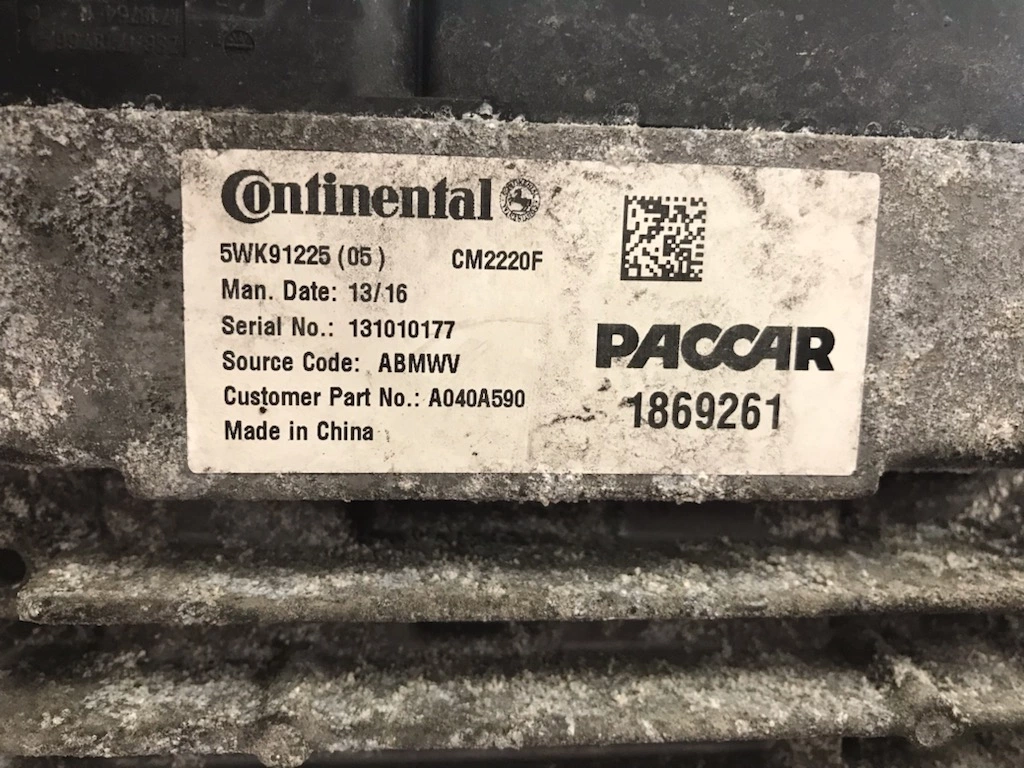 Continental
5WK91225 (05 ) CM2220F
Man. Date: 13/16
Serial No.: 131010177
Source Code: ABMWV
Customer Part No.: A040A590
Made in China
PACCAR
1869261